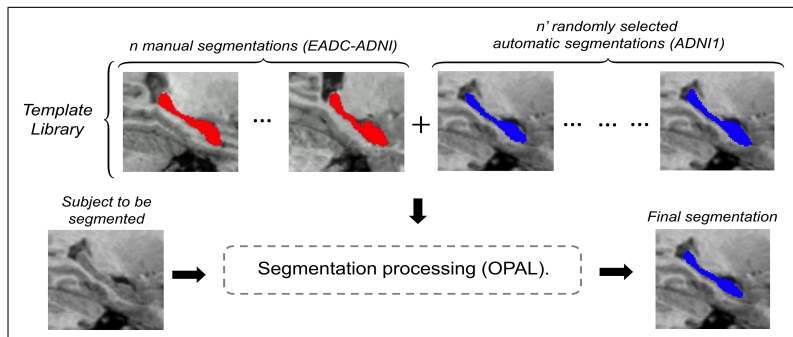 n manual segmentations (EADC-ADNI)
n' randomly selected
automatic segmentations (ADNI1)
Template
Library
...
+
... ... ...
Subject to be
segmented
Segmentation processing (OPAL).
Final segmentation